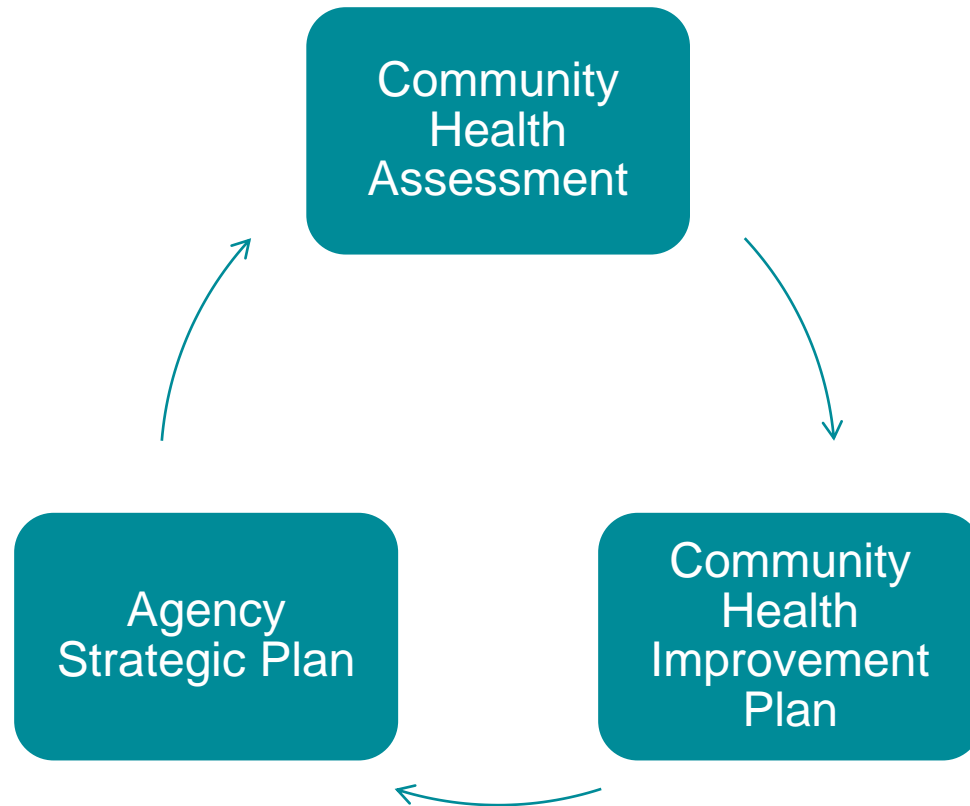 Community
Health
Assessment
Agency
Strategic Plan
Community
Health
Improvement
Plan